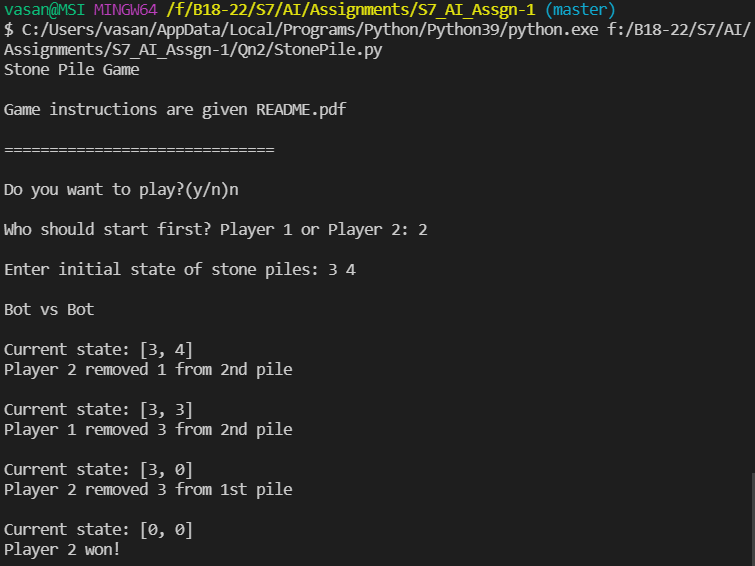 vasan@MSI MINGW64 /f/B18-22/S7/AI/Assignments/S7_AI_Assgn-1 (master)
$ C:/Users/vasan/AppData/Local/Programs/Python/Python39/python.exe f:/B18-22/S7/AI/
Assignments/S7_AI_Assgn-1/Qn2/StonePile.py
Stone Pile Game
Game instructions are given README.pdf
==============================
Do you want to play?(y/n)n
Who should start first? Player 1 or Player 2: 2
Enter initial state of stone piles: 3 4
Bot vs Bot
Current state: [3, 4]
Player 2 removed 1 from 2nd pile
Current state: [3, 3]
Player 1 removed 3 from 2nd pile
Current state: [3, 0]
Player 2 removed 3 from 1st pile
Current state: [0, 0]
Player 2 won!